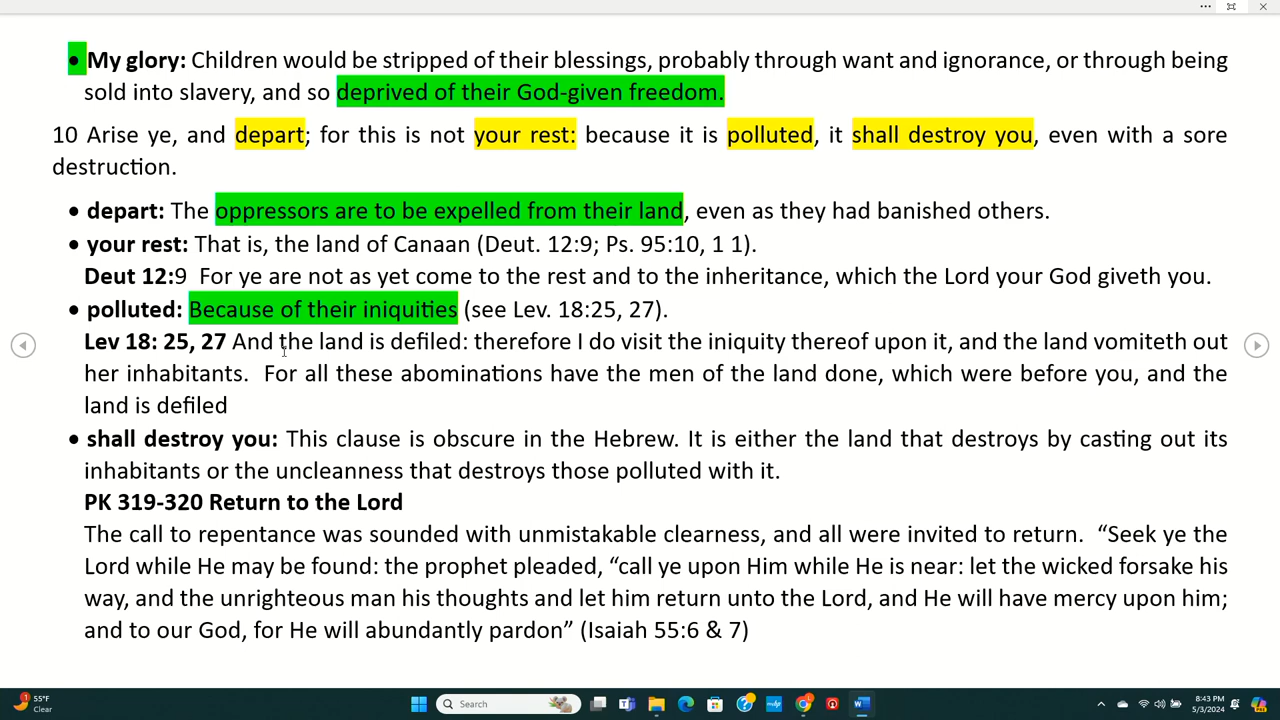 • My glory: Children would be stripped of their blessings, probably through want and ignorance, or through being
sold into slavery, and so deprived of their God-given freedom.
10 Arise ye, and depart; for this is not your rest: because it is polluted, it shall destroy you, even with a sore
destruction.
• depart: The oppressors are to be expelled from their land, even as they had banished others.
• your rest: That is, the land of Canaan (Deut. 12:9; Ps. 95:10, 1 1).
Deut 12:9 For ye are not as yet come to the rest and to the inheritance, which the Lord your God giveth you.
• polluted: Because of their iniquities (see Lev. 18:25, 27).
Lev 18: 25, 27 And the land is defiled: therefore I do visit the iniquity thereof upon it, and the land vomiteth out
her inhabitants. For all these abominations have the men of the land done, which were before you, and the
land is defiled
• shall destroy you: This clause is obscure in the Hebrew. It is either the land that destroys by casting out its
inhabitants or the uncleanness that destroys those polluted with it.
PK 319-320 Return to the Lord
The call to repentance was sounded with unmistakable clearness, and all were invited to return. “Seek ye the
Lord while He may be found: the prophet pleaded, “call ye upon Him while He is near: let the wicked forsake his
way, and the unrighteous man his thoughts and let him return unto the Lord, and He will have mercy upon him;
and to our God, for He will abundantly pardon” (Isaiah 55:6 & 7)
1
55°F
Clear
Search
8:43 PM
5/3/2024